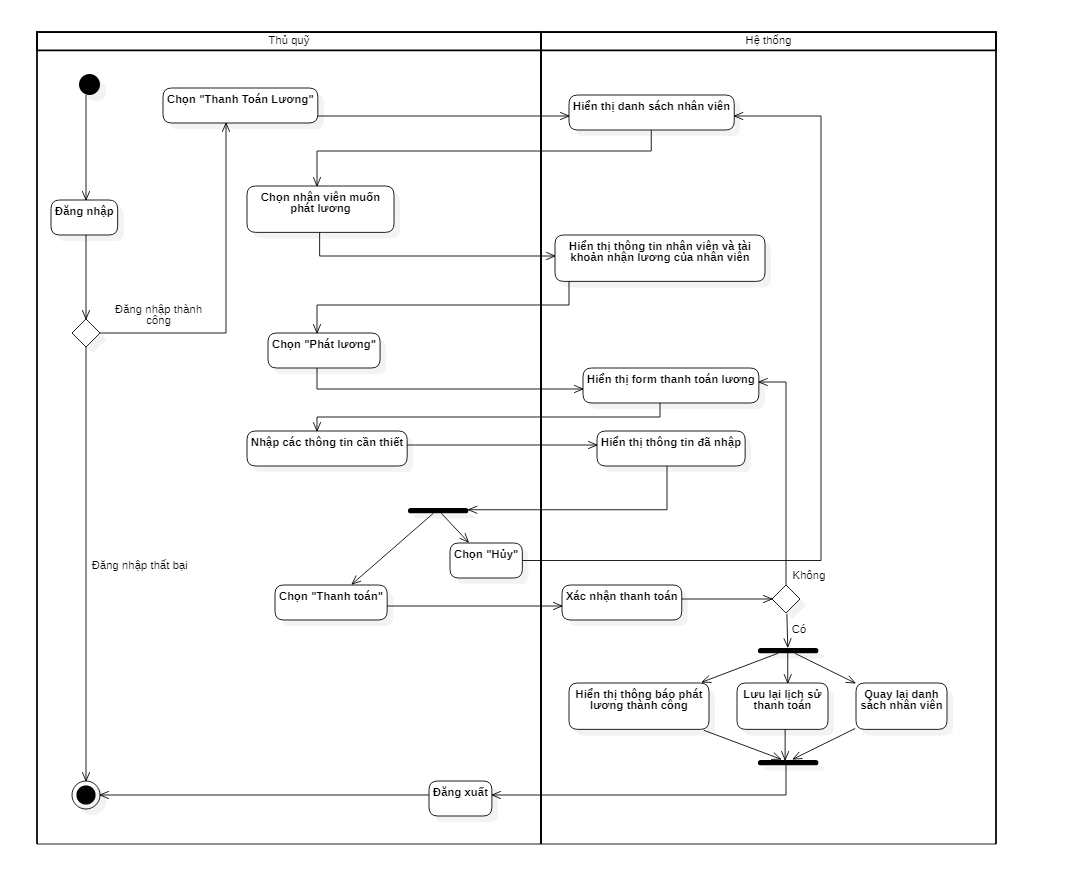 Thủ quỹ
Hệ thống
Chọn "Thanh Toán Lương"
Hiển thị danh sách nhân viên
Chọn nhân viên muốn
phát lương
Đăng nhập
Hiển thị thông tin nhân viên và tài
khoản nhận lương của nhân viên
Đăng nhập thành
công
Chọn "Phát lương"
Hiển thị form thanh toán lương
Nhập các thông tin cần thiết
Hiển thị thông tin đã nhập
Chọn "Hủy"
Đăng nhập thất bại
Không
Chọn "Thanh toán"
Xác nhận thanh toán
Có
Hiển thị thông báo phát
lương thành công
Lưu lại lịch sử
thanh toán
Quay lại danh
sách nhân viên
Đăng xuất